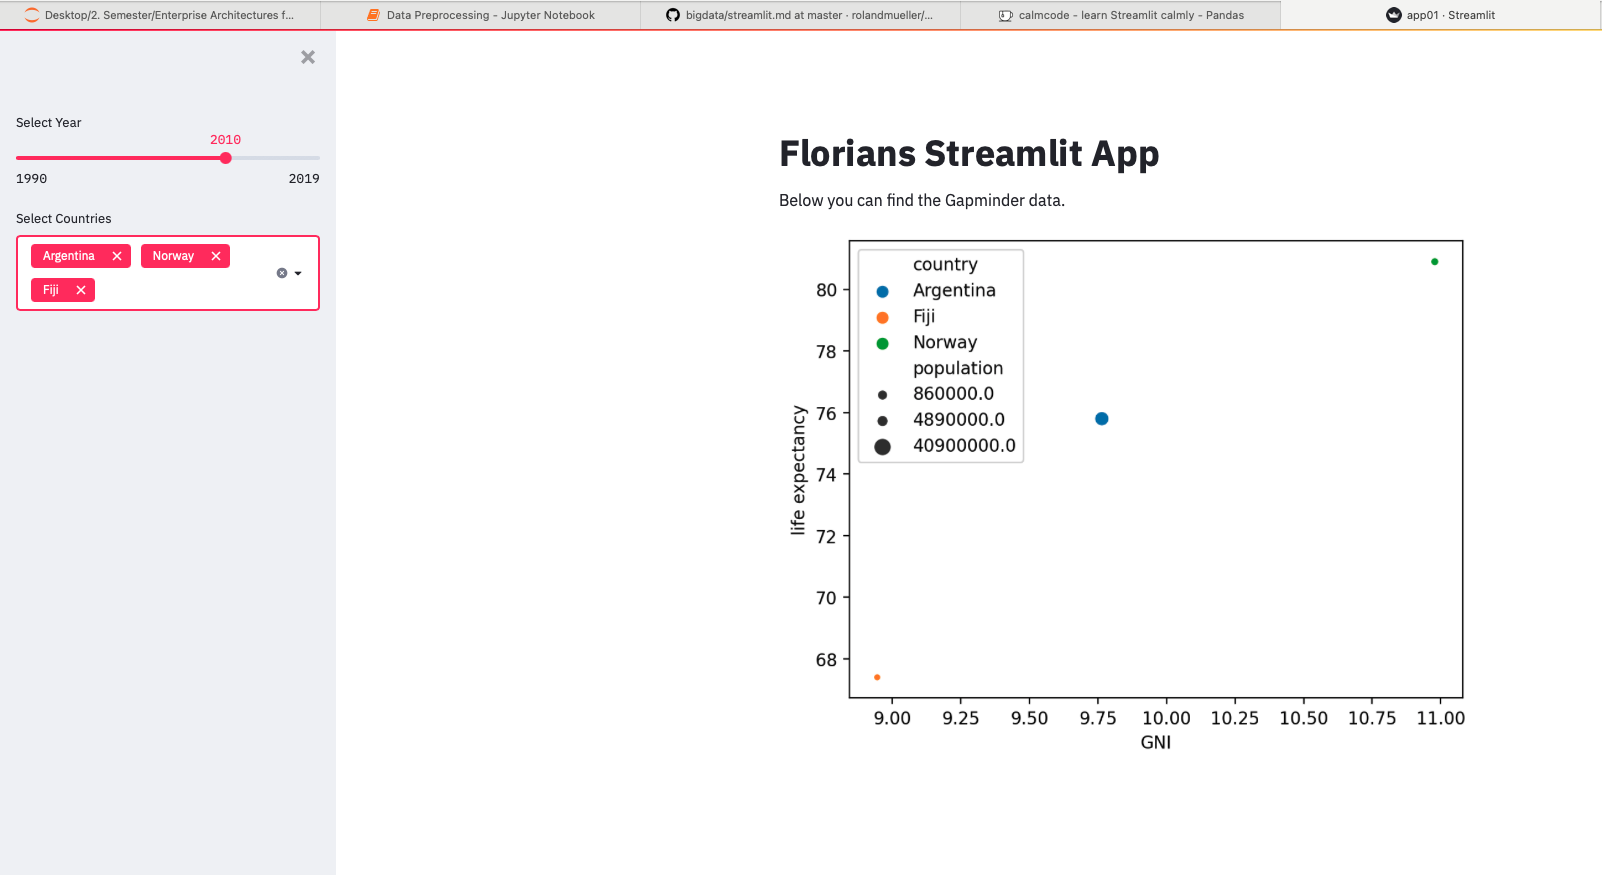 Desktop/2. Semester/Enterprise Architectures f...
Data Preprocessing - Jupyter Notebook
bigdata/streamlit.md at master · rolandmueller/...
calmcode - learn Streamlit calmly - Pandas
app01 · Streamlit
Select Year
2010
1990 2019
Select Countries
Argentina
Norway
Fiji
Florians Streamlit App
Below you can find the Gapminder data.
country
Argentina
Fiji
Norway
population
860000.0
4890000.0
40900000.0
80
78
76
74
72
70
68
life expectancy
9.00 9.25 9.50 9.75 10.00 10.25 10.50 10.75 11.00
GNI